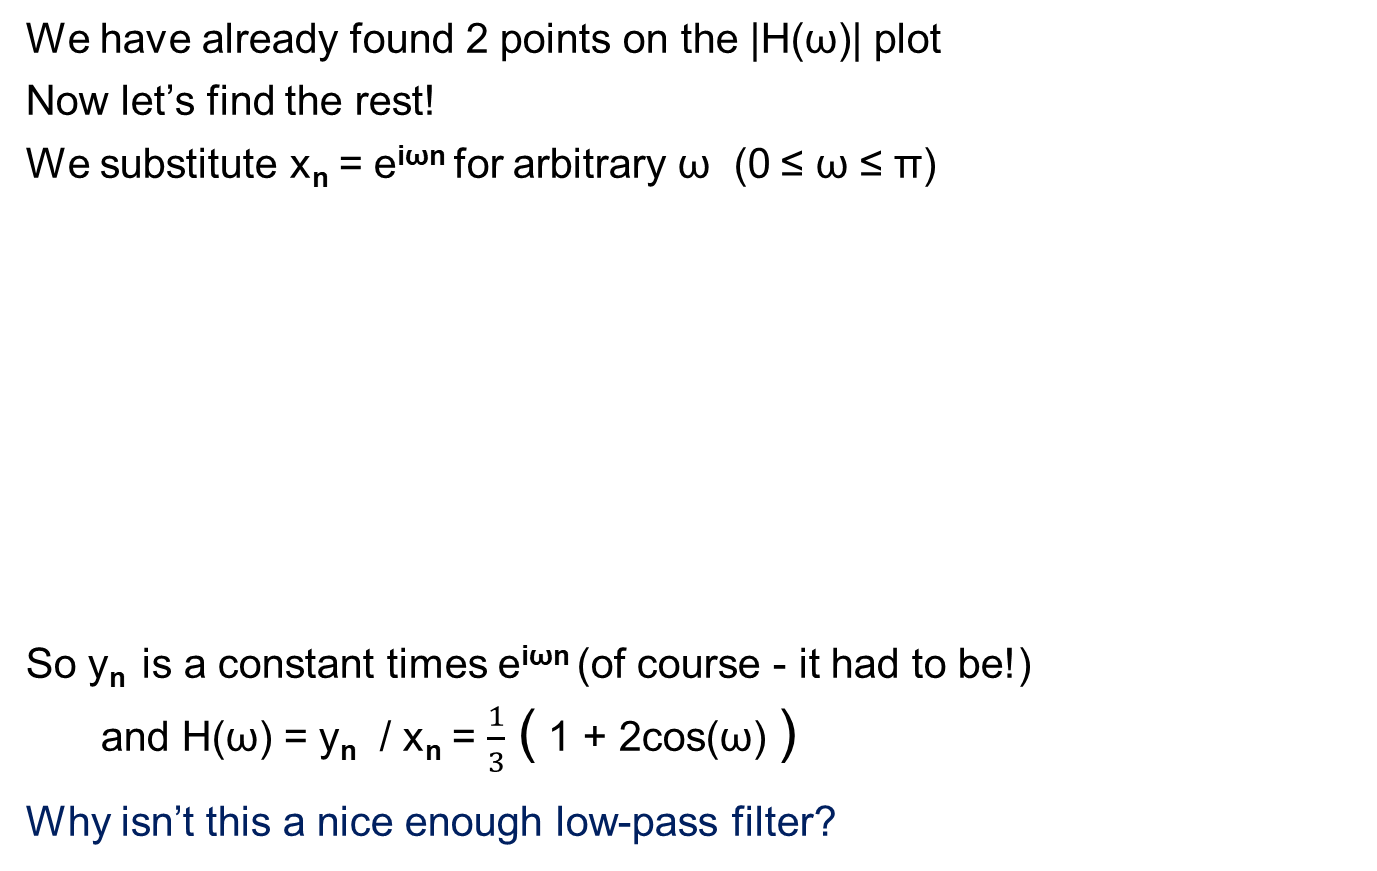 We have already found 2 points on the |H(ω)| plot
Now let’s find the rest!
We substitute xₙ = e^iωn for arbitrary ω (0 ≤ ω ≤ π)
So yₙ is a constant times e^iωn (of course - it had to be!)
and H(ω) = yₙ / xₙ = 1/3 ( 1 + 2cos(ω) )
Why isn’t this a nice enough low-pass filter?